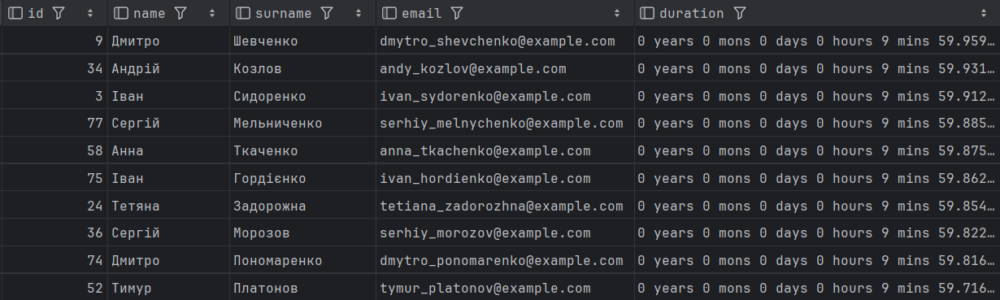 id name surname email duration
9 Дмитро Шевченко dmytro_shevchenko@example.com 0 years 0 mons 0 days 0 hours 9 mins 59.959…
34 Андрій Козлов andy_kozlov@example.com 0 years 0 mons 0 days 0 hours 9 mins 59.931…
3 Іван Сидоренко ivan_sydorenko@example.com 0 years 0 mons 0 days 0 hours 9 mins 59.912…
77 Сергій Мельниченко serhiy_melnychenko@example.com 0 years 0 mons 0 days 0 hours 9 mins 59.885…
58 Анна Ткаченко anna_tkachenko@example.com 0 years 0 mons 0 days 0 hours 9 mins 59.875…
75 Іван Гордієнко ivan_hordienko@example.com 0 years 0 mons 0 days 0 hours 9 mins 59.862…
24 Тетяна Задорожна tetiana_zadorozhna@example.com 0 years 0 mons 0 days 0 hours 9 mins 59.854…
36 Сергій Морозов serhiy_morozov@example.com 0 years 0 mons 0 days 0 hours 9 mins 59.822…
74 Дмитро Пономаренко dmytro_ponomarenko@example.com 0 years 0 mons 0 days 0 hours 9 mins 59.816…
52 Тимур Платонов tymur_platonov@example.com 0 years 0 mons 0 days 0 hours 9 mins 59.716…